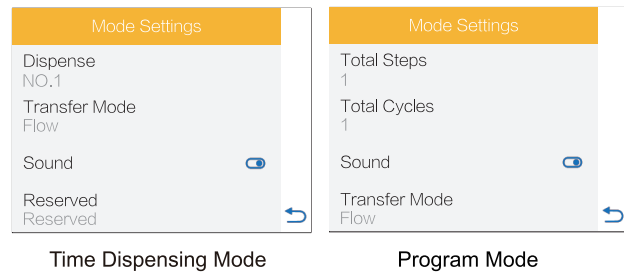 Mode Settings
Dispense
NO.1
Transfer Mode
Flow
Sound
Reserved
Reserved
Time Dispensing Mode
Mode Settings
Total Steps
1
Total Cycles
1
Sound
Transfer Mode
Flow
Program Mode